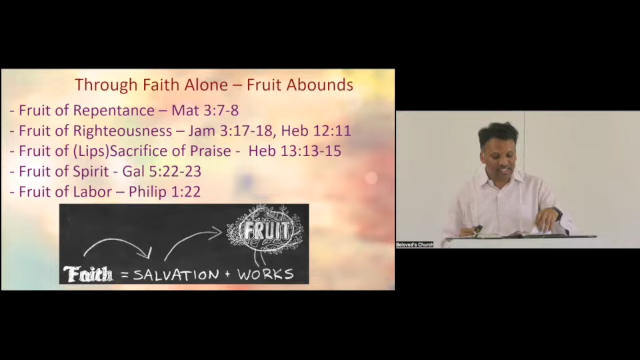 Through Faith Alone – Fruit Abounds
- Fruit of Repentance – Mat 3:7-8
- Fruit of Righteousness – Jam 3:17-18, Heb 12:11
- Fruit of (Lips)Sacrifice of Praise - Heb 13:13-15
- Fruit of Spirit - Gal 5:22-23
- Fruit of Labor – Philip 1:22
FRUIT
Faith = SALVATION + WORKS
Beloved's Church